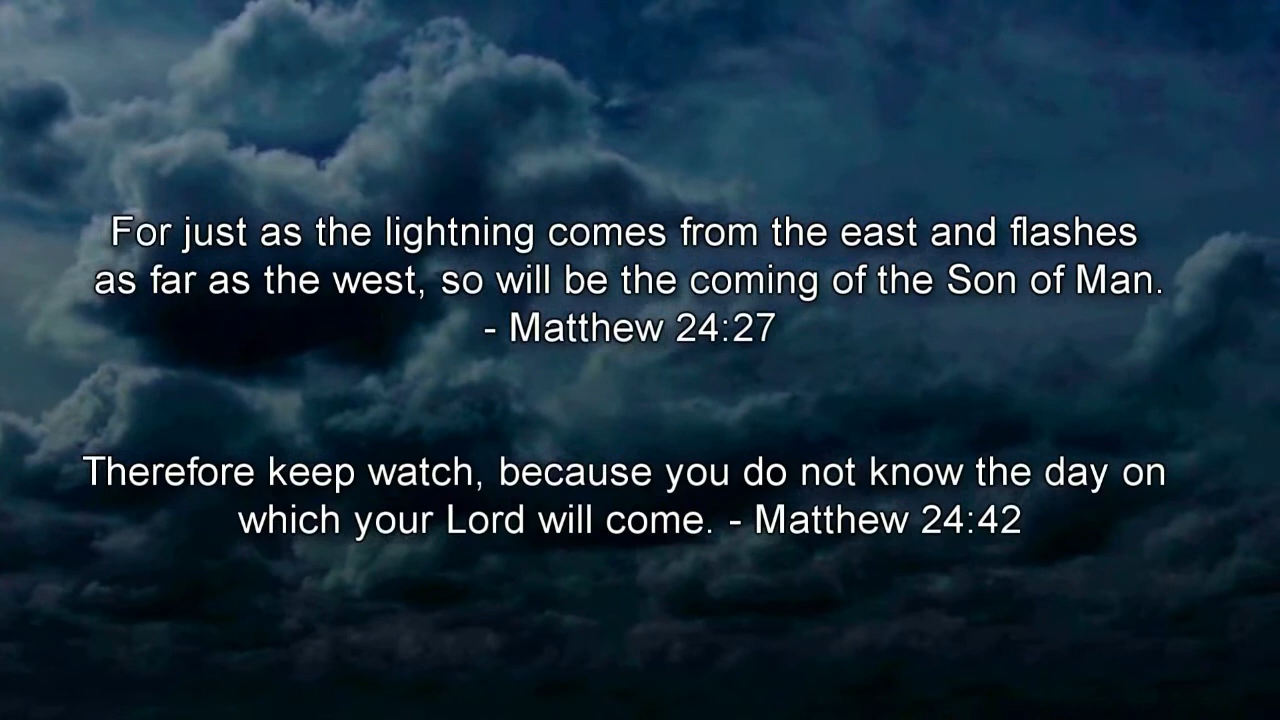 For just as the lightning comes from the east and flashes
as far as the west, so will be the coming of the Son of Man.
- Matthew 24:27
Therefore keep watch, because you do not know the day on
which your Lord will come. - Matthew 24:42